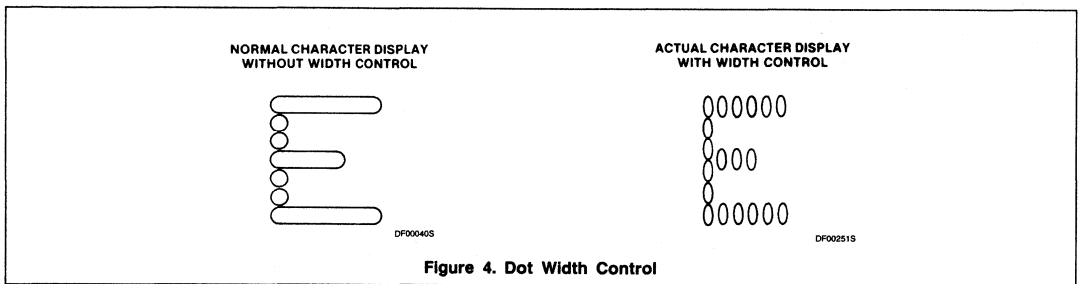 NORMAL CHARACTER DISPLAY
WITHOUT WIDTH CONTROL
ACTUAL CHARACTER DISPLAY
WITH WIDTH CONTROL
DF00040S
DF00251S
Figure 4. Dot Width Control